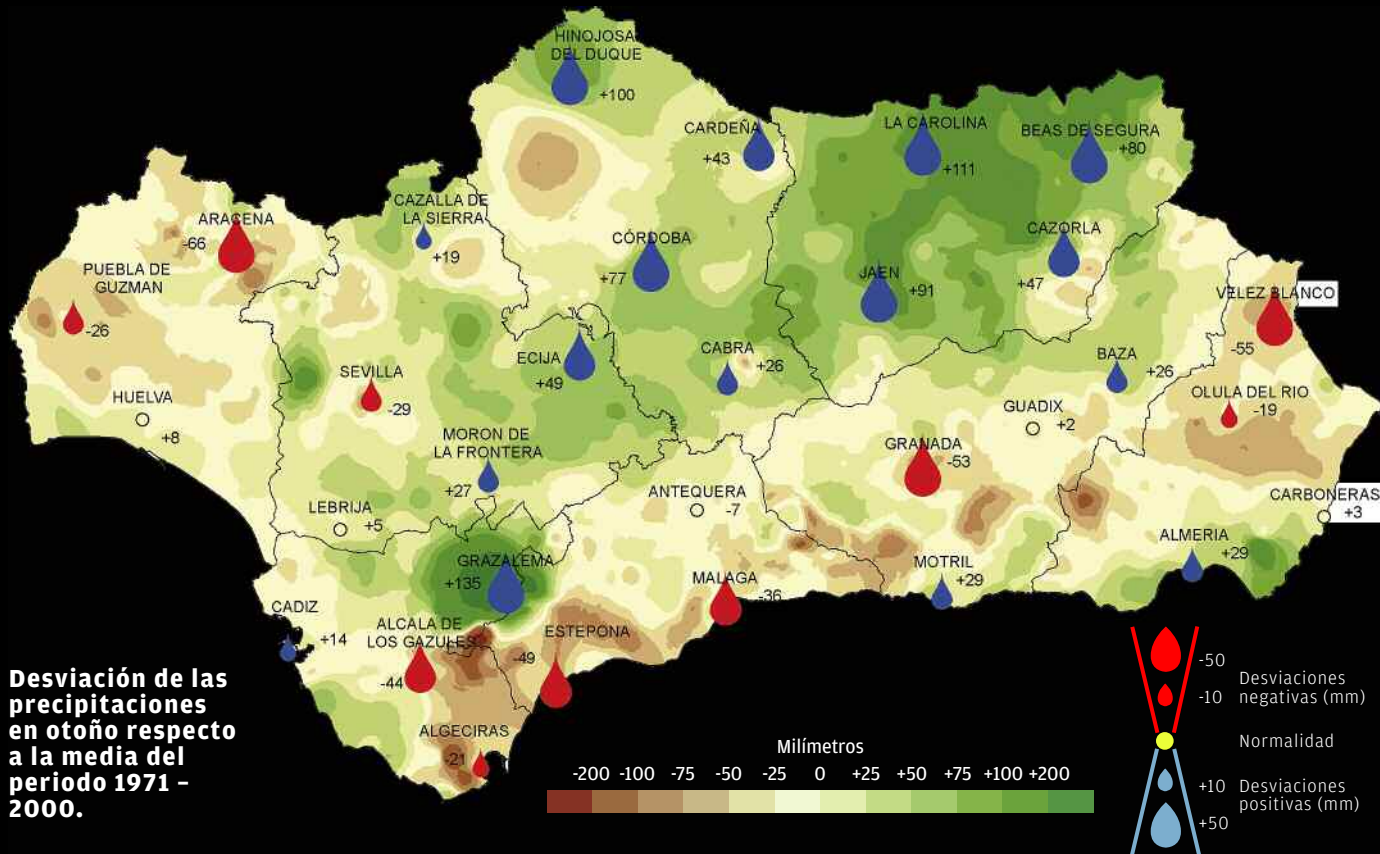 HINOJOSA
DEL DUQUE
+100
CARDEÑA
+43
LA CAROLINA
+111
BEAS DE SEGURA
+80
ARACENA
-66
CAZALLA DE
LA SIERRA
+19
PUEBLA DE
GUZMAN
-26
CÓRDOBA
+77
CAZORLA
+47
JAEN
+91
VELEZ BLANCO
-55
ECIJA
+49
CABRA
+26
BAZA
+26
SEVILLA
-29
HUELVA
+8
OLULA DEL RIO
-19
GUADIX
+2
MORON DE
LA FRONTERA
+27
GRANADA
-53
ANTEQUERA
-7
LEBRIJA
+5
CARBONERAS
+3
ALMERIA
+29
GRAZALEMA
+135
MOTRIL
+29
MALAGA
-36
CADIZ
+14
ALCALA DE
LOS GAZULES
-44
ESTEPONA
-49
ALGECIRAS
-21
Desviación de las
precipitaciones
en otoño respecto
a la media del
periodo 1971 –
2000.
Milímetros
-200 -100 -75 -50 -25 0 +25 +50 +75 +100 +200
-50
-10
Desviaciones
negativas (mm)
Normalidad
+10
+50
Desviaciones
positivas (mm)